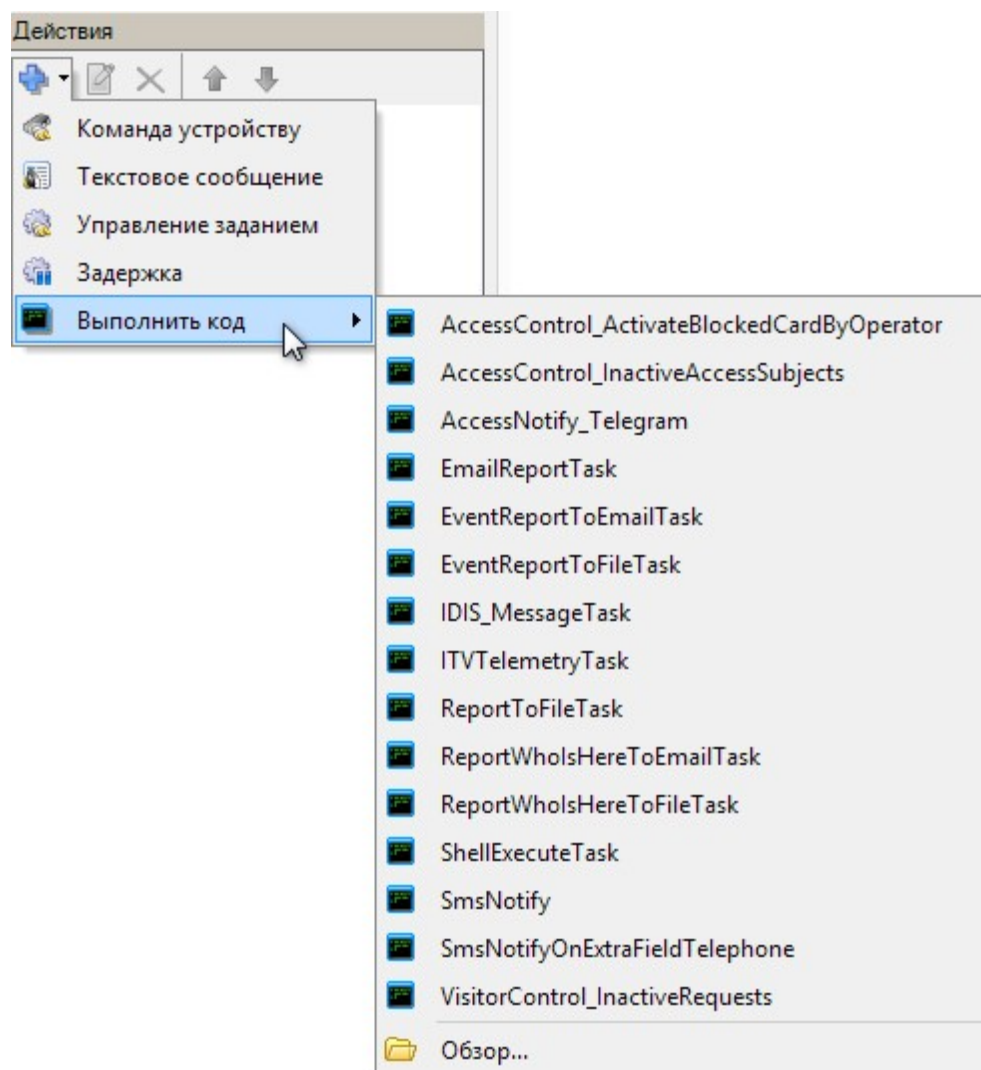 Действия
Команда устройству
Текстовое сообщение
Управление заданием
Задержка
Выполнить код
AccessControl_ActivateBlockedCardByOperator
AccessControl_InactiveAccessSubjects
AccessNotify_Telegram
EmailReportTask
EventReportToEmailTask
EventReportToFileTask
IDIS_MessageTask
ITVTelemetryTask
ReportToFileTask
ReportWhoIsHereToEmailTask
ReportWhoIsHereToFileTask
ShellExecuteTask
SmsNotify
SmsNotifyOnExtraFieldTelephone
VisitorControl_InactiveRequests
Обзор...